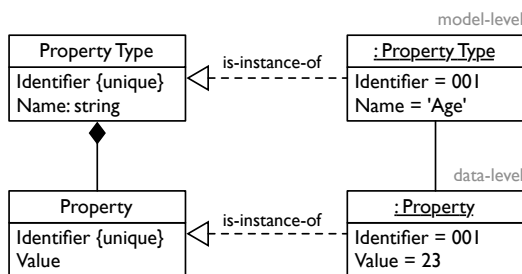 model-level
Property Type
Identifier {unique}
Name: string
is-instance-of
: Property Type
Identifier = 001
Name = 'Age'
data-level
Property
Identifier {unique}
Value
is-instance-of
: Property
Identifier = 001
Value = 23